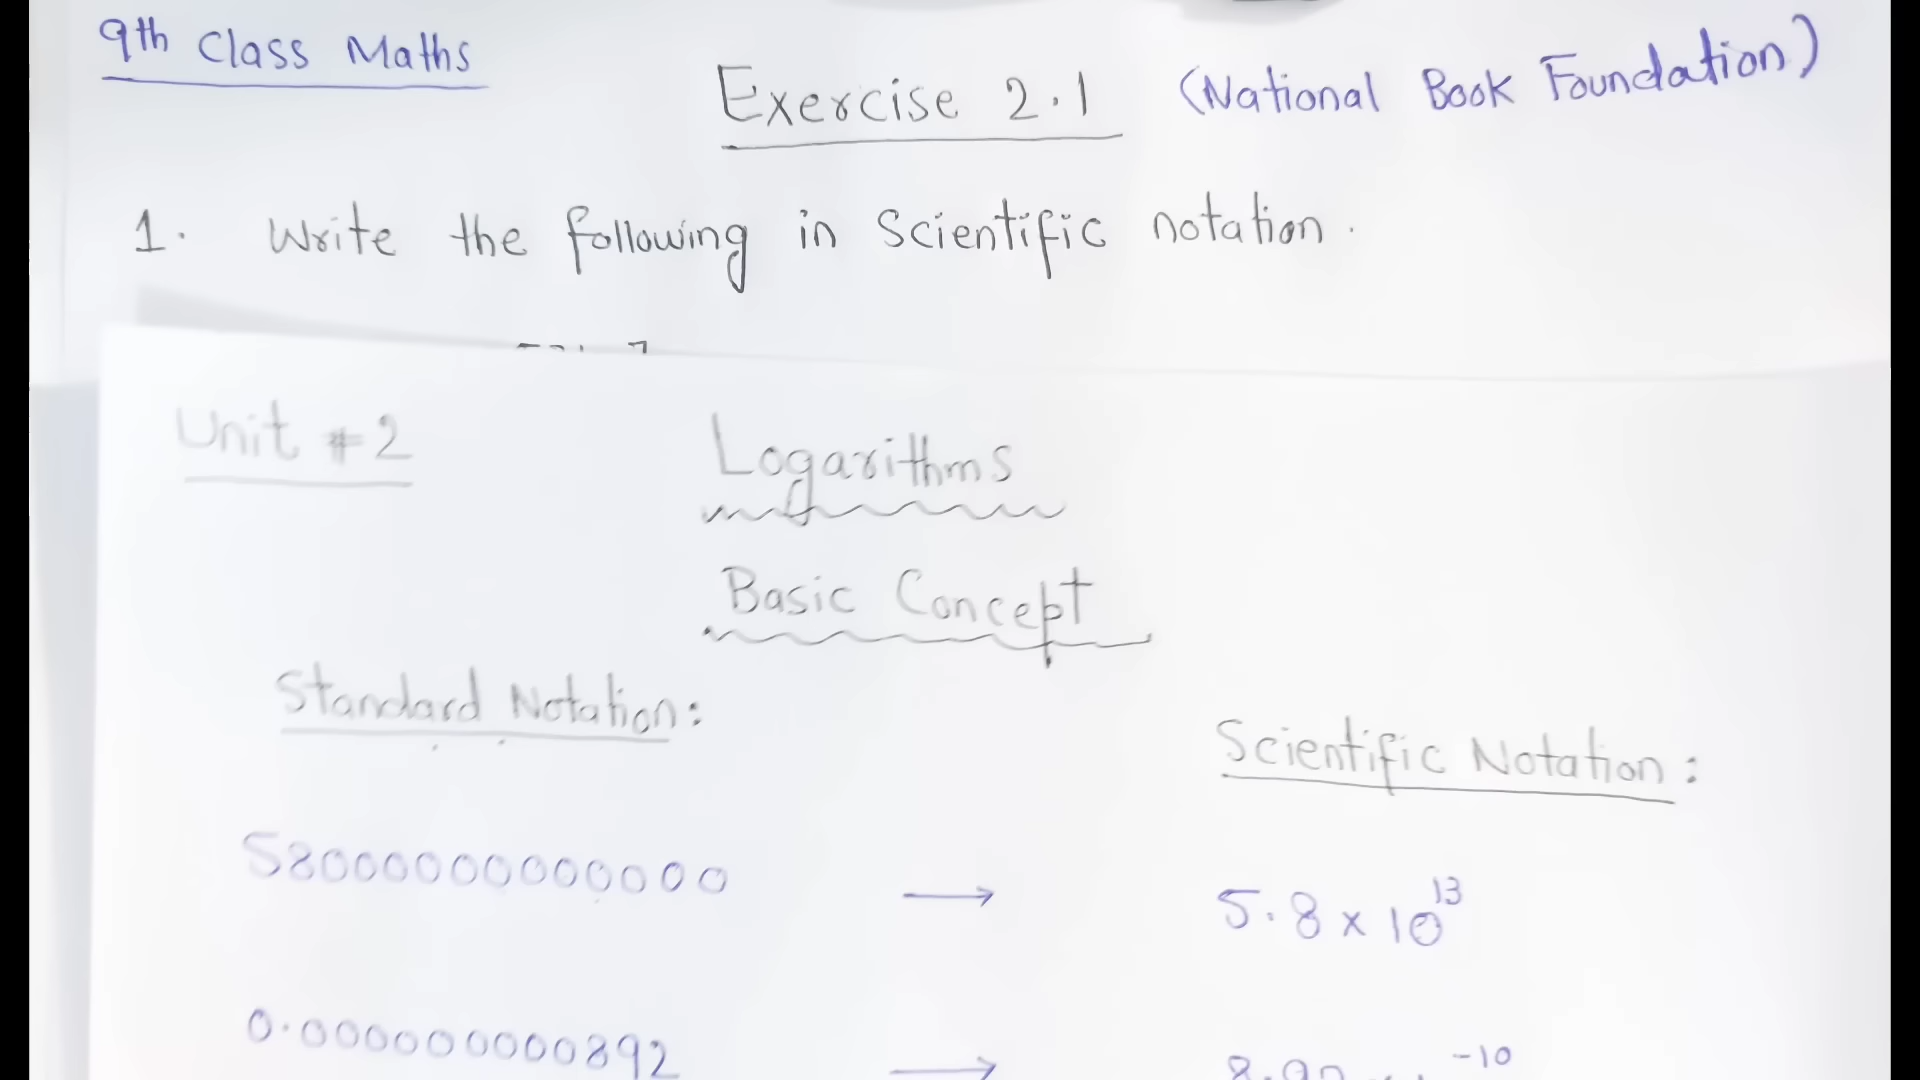 9th Class Maths
Exercise 2.1 (National Book Foundation)
1. Write the following in Scientific notation.
Unit #2
Logarithms
Basic Concept
Standard Notation:
Scientific Notation:
58000000000000 → 5.8 x 10¹³
0.000000000892 → ⁻¹⁰